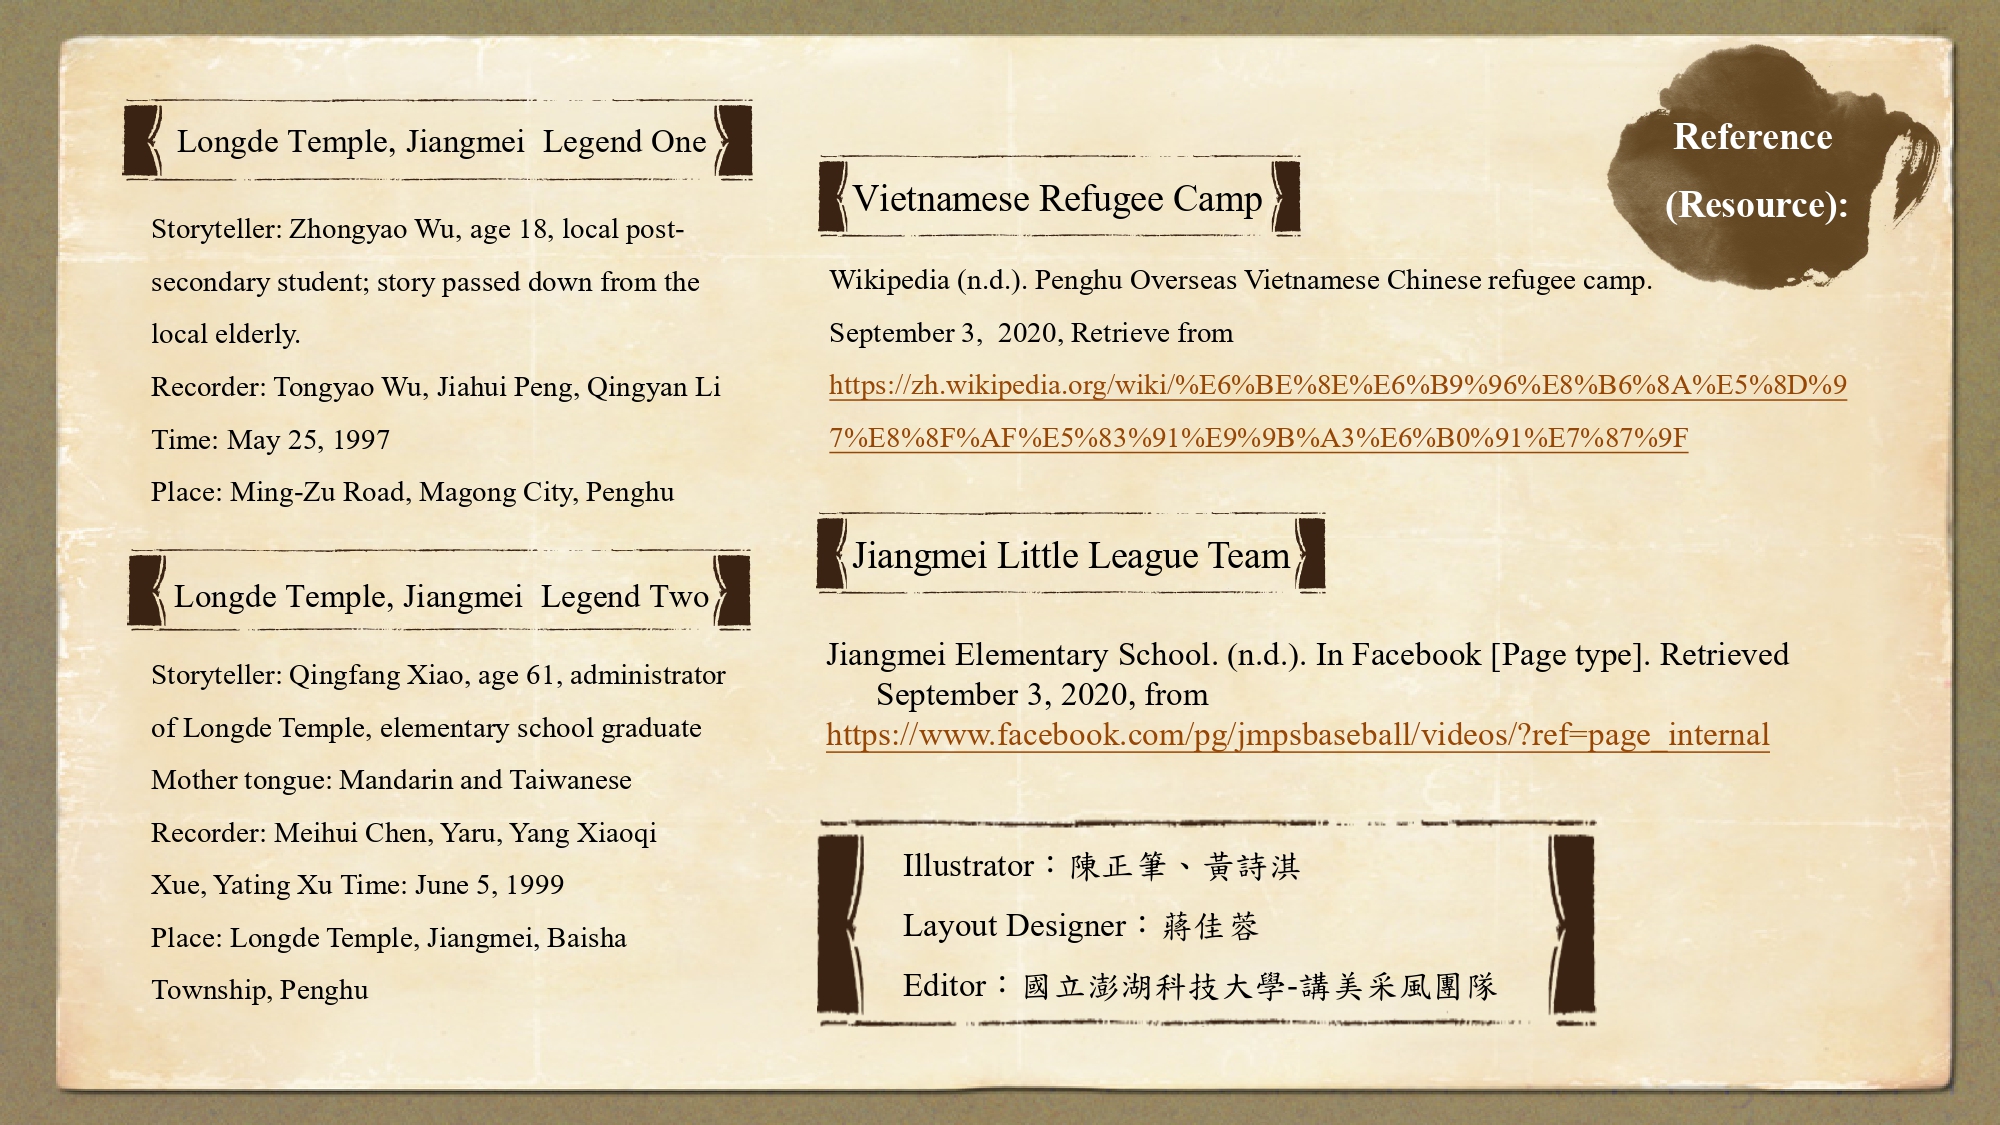 Reference
(Resource):
Longde Temple, Jiangmei  Legend One
Storyteller: Zhongyao Wu, age 18, local post-
secondary student; story passed down from the
local elderly.
Recorder: Tongyao Wu, Jiahui Peng, Qingyan Li
Time: May 25, 1997
Place: Ming-Zu Road, Magong City, Penghu
Longde Temple, Jiangmei  Legend Two
Storyteller: Qingfang Xiao, age 61, administrator
of Longde Temple, elementary school graduate
Mother tongue: Mandarin and Taiwanese
Recorder: Meihui Chen, Yaru, Yang Xiaoqi
Xue, Yating Xu Time: June 5, 1999
Place: Longde Temple, Jiangmei, Baisha
Township, Penghu
Vietnamese Refugee Camp
Wikipedia (n.d.). Penghu Overseas Vietnamese Chinese refugee camp.
September 3,  2020, Retrieve from
https://zh.wikipedia.org/wiki/%E6%BE%8E%E6%B9%96%E8%B6%8A%E5%8D%9
7%E8%8F%AF%E5%83%91%E9%9B%A3%E6%B0%91%E7%87%9F
Jiangmei Little League Team
Jiangmei Elementary School. (n.d.). In Facebook [Page type]. Retrieved
September 3, 2020, from
https://www.facebook.com/pg/jmpsbaseball/videos/?ref=page_internal
Illustrator：陳正筆、黃詩淇
Layout Designer：蔣佳蓉
Editor：國立澎湖科技大學-講美采風團隊